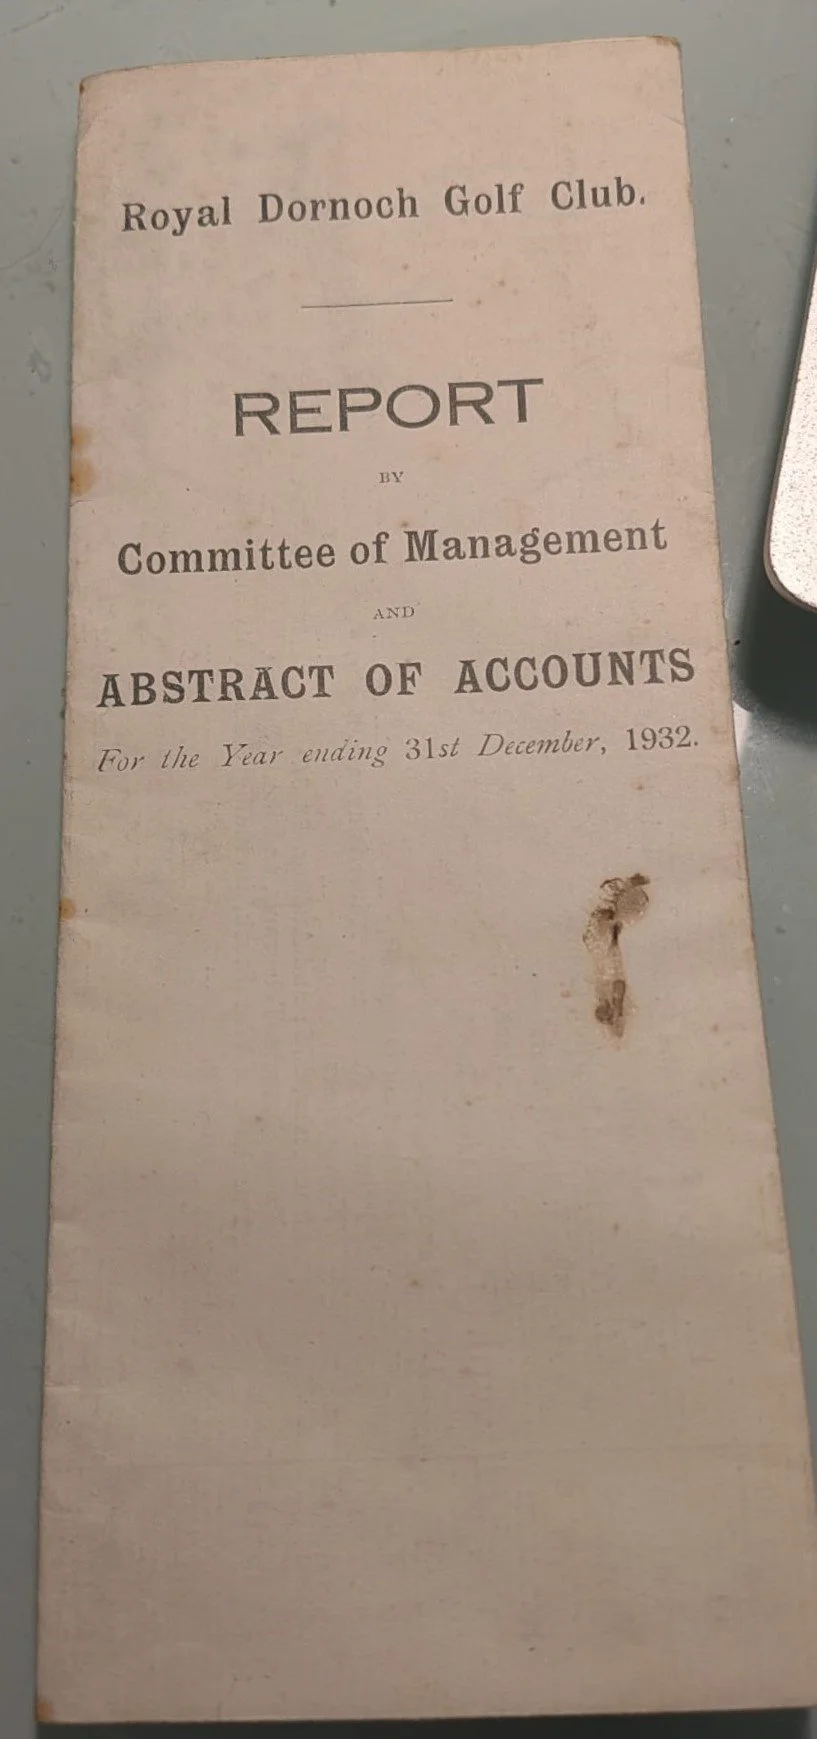 Royal Dornoch Golf Club.
REPORT
BY
Committee of Management
AND
ABSTRACT OF ACCOUNTS
For the Year ending 31st December, 1932.